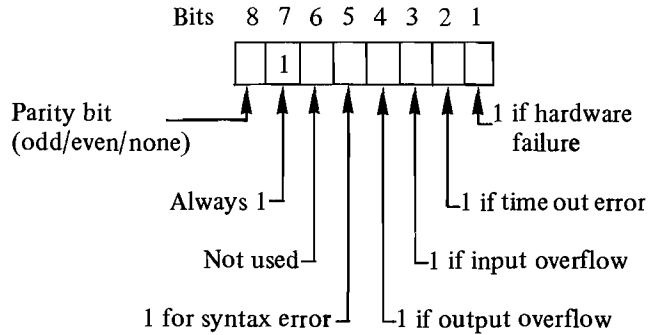 Bits 8 7 6 5 4 3 2 1
1
Parity bit
(odd/even/none)
1 if hardware
failure
Always 1
1 if time out error
Not used
1 if input overflow
1 for syntax error
1 if output overflow